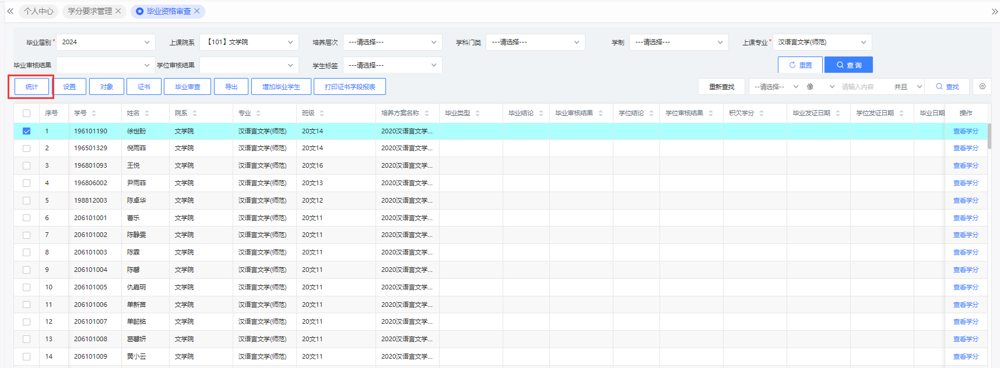 个人中心 学分要求管理 毕业资格审查
毕业届别* 2024 上课院系 【101】文学院 培养层次 ---请选择--- 学科门类 ---请选择--- 学制 ---请选择--- 上课专业* 汉语言文学(师范)
毕业审核结果 学位审核结果 学生标签 ---请选择--- 重置 查询
统计 设置 对象 证书 毕业审查 导出 增加毕业学生 打印证书字段报表 重新查找 --请选择-- 像 请输入内容 并且 查找
序号 学号 姓名 院系 专业 班级 培养方案名称 毕业类型 毕业结论 毕业审核结果 学位结论 学位审核结果 积欠学分 毕业发证日期 学位发证日期 毕业日期 操作
1 196101190 徐世盼 文学院 汉语言文学(师范) 20文14 2020汉语言文学... 查看学分
2 196501329 倪雨菲 文学院 汉语言文学(师范) 20文14 2020汉语言文学... 查看学分
3 196801093 王悦 文学院 汉语言文学(师范) 20文16 2020汉语言文学... 查看学分
4 196806002 尹雨菲 文学院 汉语言文学(师范) 20文13 2020汉语言文学... 查看学分
5 198812003 陈卓华 文学院 汉语言文学(师范) 20文12 2020汉语言文学... 查看学分
6 206101001 曹乐 文学院 汉语言文学(师范) 20文11 2020汉语言文学... 查看学分
7 206101002 陈静雯 文学院 汉语言文学(师范) 20文11 2020汉语言文学... 查看学分
8 206101003 陈霖 文学院 汉语言文学(师范) 20文11 2020汉语言文学... 查看学分
9 206101004 陈馨 文学院 汉语言文学(师范) 20文11 2020汉语言文学... 查看学分
10 206101005 仇嘉玥 文学院 汉语言文学(师范) 20文11 2020汉语言文学... 查看学分
11 206101006 单新苗 文学院 汉语言文学(师范) 20文11 2020汉语言文学... 查看学分
12 206101007 单懿铭 文学院 汉语言文学(师范) 20文11 2020汉语言文学... 查看学分
13 206101008 葛馨妍 文学院 汉语言文学(师范) 20文11 2020汉语言文学... 查看学分
14 206101009 黄小云 文学院 汉语言文学(师范) 20文11 2020汉语言文学... 查看学分